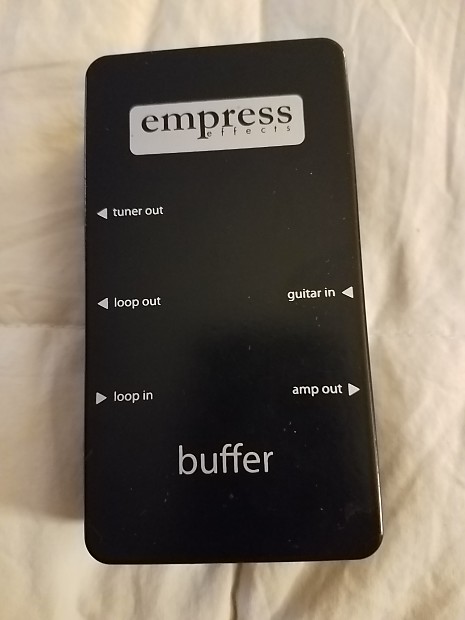 empress
effects
tuner out
loop out
guitar in
loop in
amp out
buffer